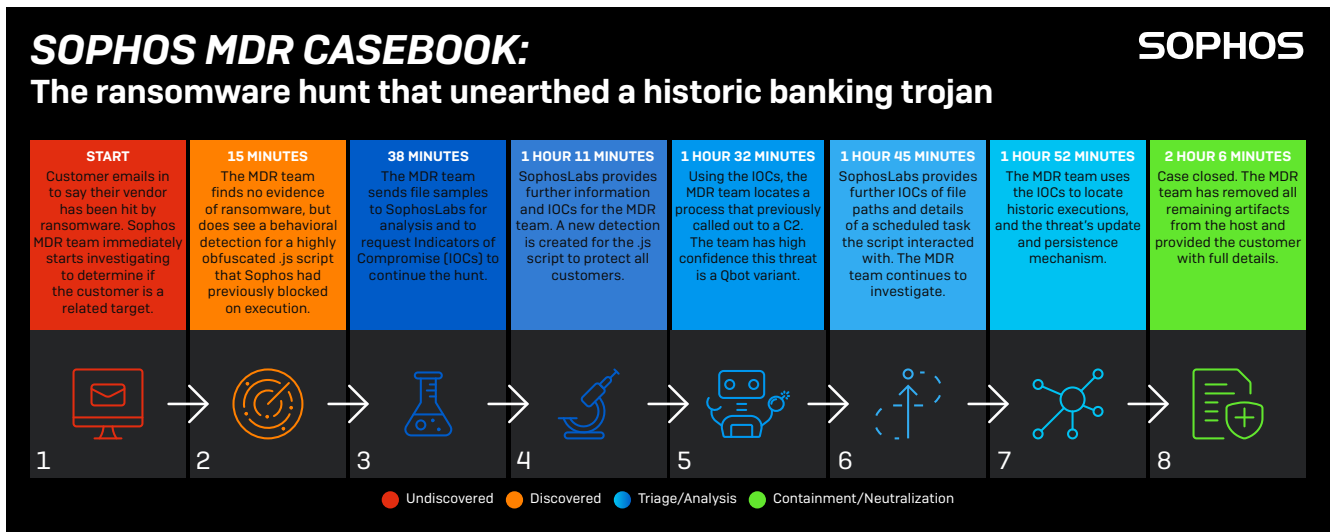 SOPHOS MDR CASEBOOK:
SOPHOS
The ransomware hunt that unearthed a historic banking trojan
START
Customer emails in
to say their vendor
has been hit by
ransomware. Sophos
MDR team immediately
starts investigating
to determine if
the customer is a
related target.
15 MINUTES
The MDR team
finds no evidence
of ransomware, but
does see a behavioral
detection for a highly
obfuscated .js script
that Sophos had
previously blocked
on execution.
38 MINUTES
The MDR team
sends file samples
to SophosLabs for
analysis and to
request Indicators of
Compromise (IOCs) to
continue the hunt.
1 HOUR 11 MINUTES
SophosLabs provides
further information
and IOCs for the MDR
team. A new detection
is created for the .js
script to protect all
customers.
1 HOUR 32 MINUTES
Using the IOCs, the
MDR team locates a
process that previously
called out to a C2.
The team has high
confidence this threat
is a Qbot variant.
1 HOUR 45 MINUTES
SophosLabs provides
further IOCs of file
paths and details
of a scheduled task
the script interacted
with. The MDR
team continues to
investigate.
1 HOUR 52 MINUTES
The MDR team uses
the IOCs to locate
historic executions,
and the threat's update
and persistence
mechanism.
2 HOUR 6 MINUTES
Case closed. The MDR
team has removed all
remaining artifacts
from the host and
provided the customer
with full details.
1
2
3
4
5
6
7
8
Undiscovered
Discovered
Triage/Analysis
Containment/Neutralization